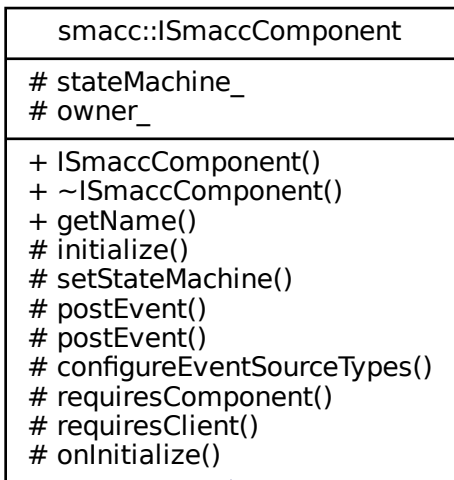 smacc::ISmaccComponent
# stateMachine_
# owner_
+ ISmaccComponent()
+ ~ISmaccComponent()
+ getName()
# initialize()
# setStateMachine()
# postEvent()
# postEvent()
# configureEventSourceTypes()
# requiresComponent()
# requiresClient()
# onInitialize()